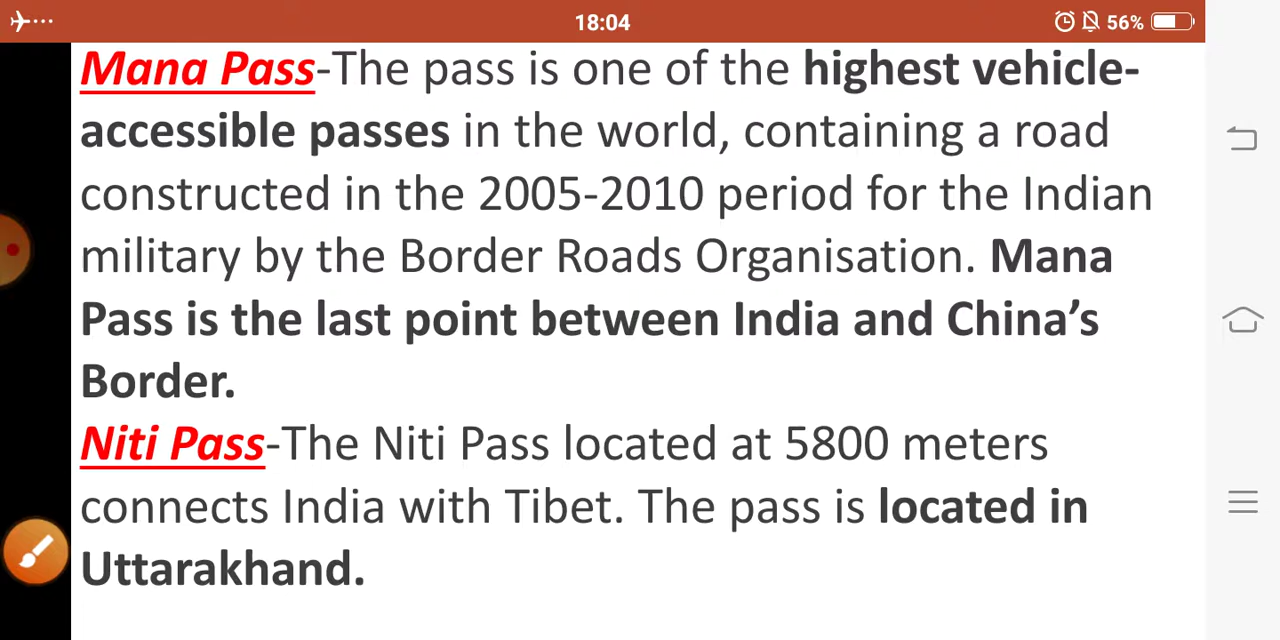 18:04
56%
Mana Pass-The pass is one of the highest vehicle-
accessible passes in the world, containing a road
constructed in the 2005-2010 period for the Indian
military by the Border Roads Organisation. Mana
Pass is the last point between India and China’s
Border.
Niti Pass-The Niti Pass located at 5800 meters
connects India with Tibet. The pass is located in
Uttarakhand.